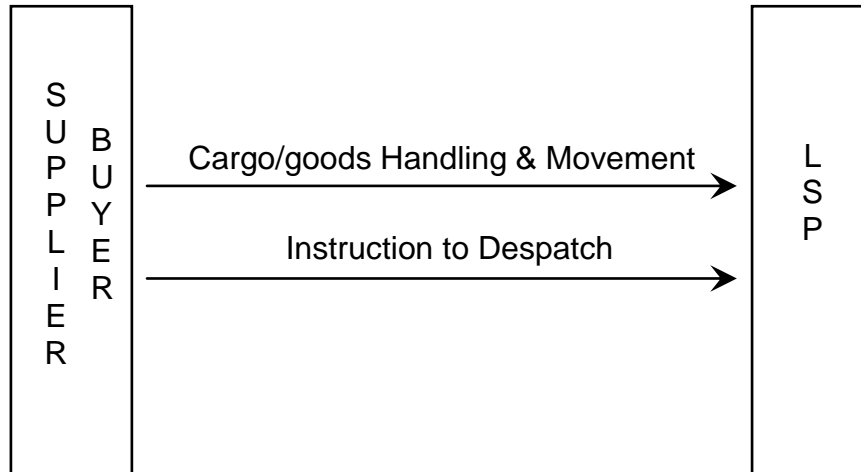 SUPPLIER
BUYER
Cargo/goods Handling & Movement
Instruction to Despatch
LSP